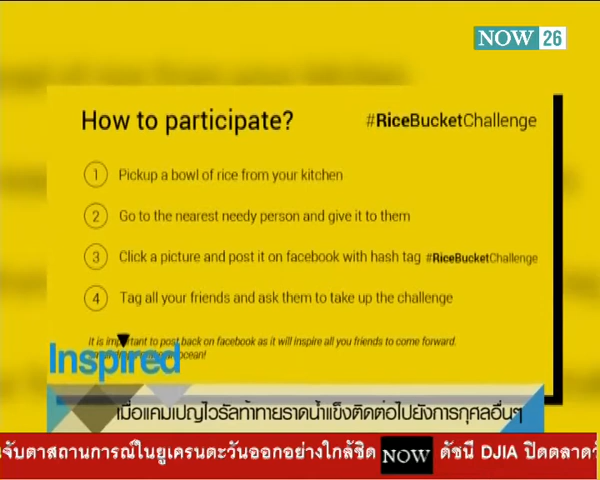 NOW 26
How to participate?
#RiceBucketChallenge
1 Pickup a bowl of rice from your kitchen
2 Go to the nearest needy person and give it to them
3 Click a picture and post it on facebook with hash tag #RiceBucketChallenge
4 Tag all your friends and ask them to take up the challenge
It is important to post back on facebook as it will inspire all you friends to come forward.
ocean!
Inspired
เมื่อแคมเปญไวรัลท้าทายราดน้ำแข็งติดต่อไปยังการกุศลอื่นๆ
จับตาสถานการณ์ในยูเครนตะวันออกอย่างใกล้ชิด NOW ดัชนี DJIA ปิดตลาด